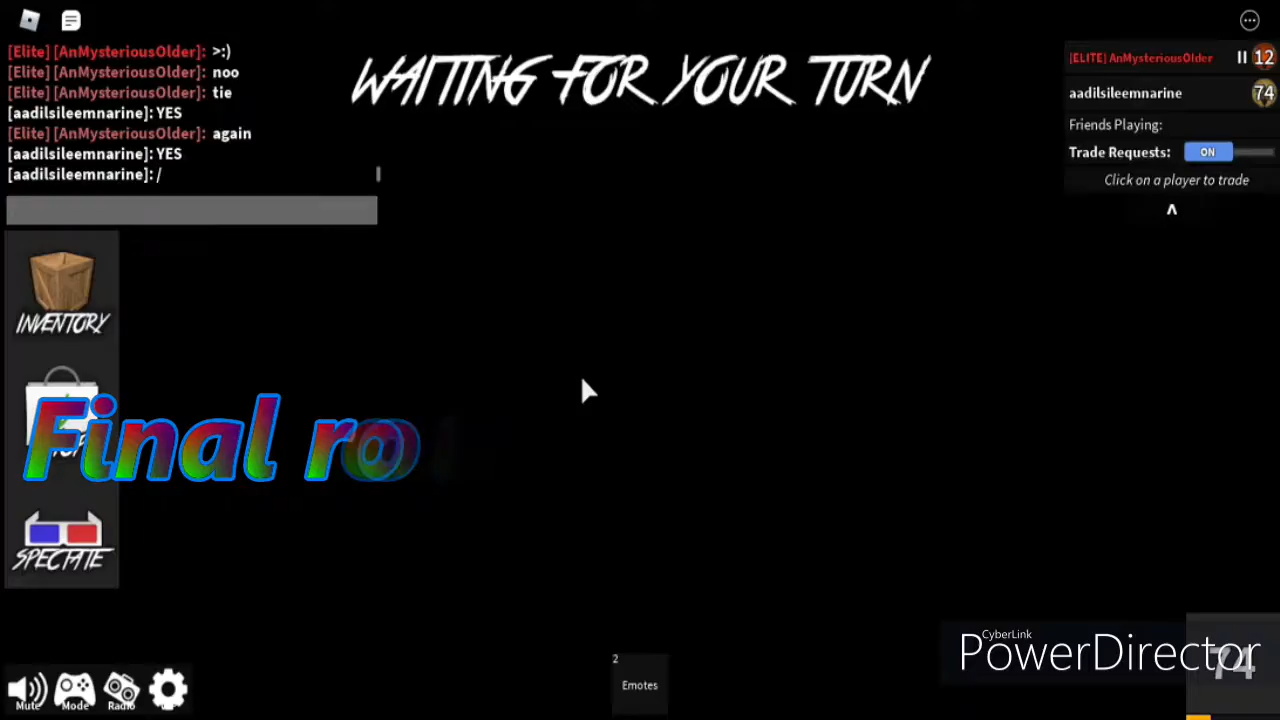 [Elite] [AnMysteriousOlder]: >:)
[Elite] [AnMysteriousOlder]: noo
[Elite] [AnMysteriousOlder]: tie
[aadilsileemnarine]: YES
[Elite] [AnMysteriousOlder]: again
[aadilsileemnarine]: YES
[aadilsileemnarine]: /
WAITING FOR YOUR TURN
[ELITE] AnMysteriousOlder 12
aadilsileemnarine 74
Friends Playing:
Trade Requests: ON
Click on a player to trade
INVENTORY
Final ro
SPECTATE
Mute
Mode
Radio
2
Emotes
CyberLink
PowerDirector
74